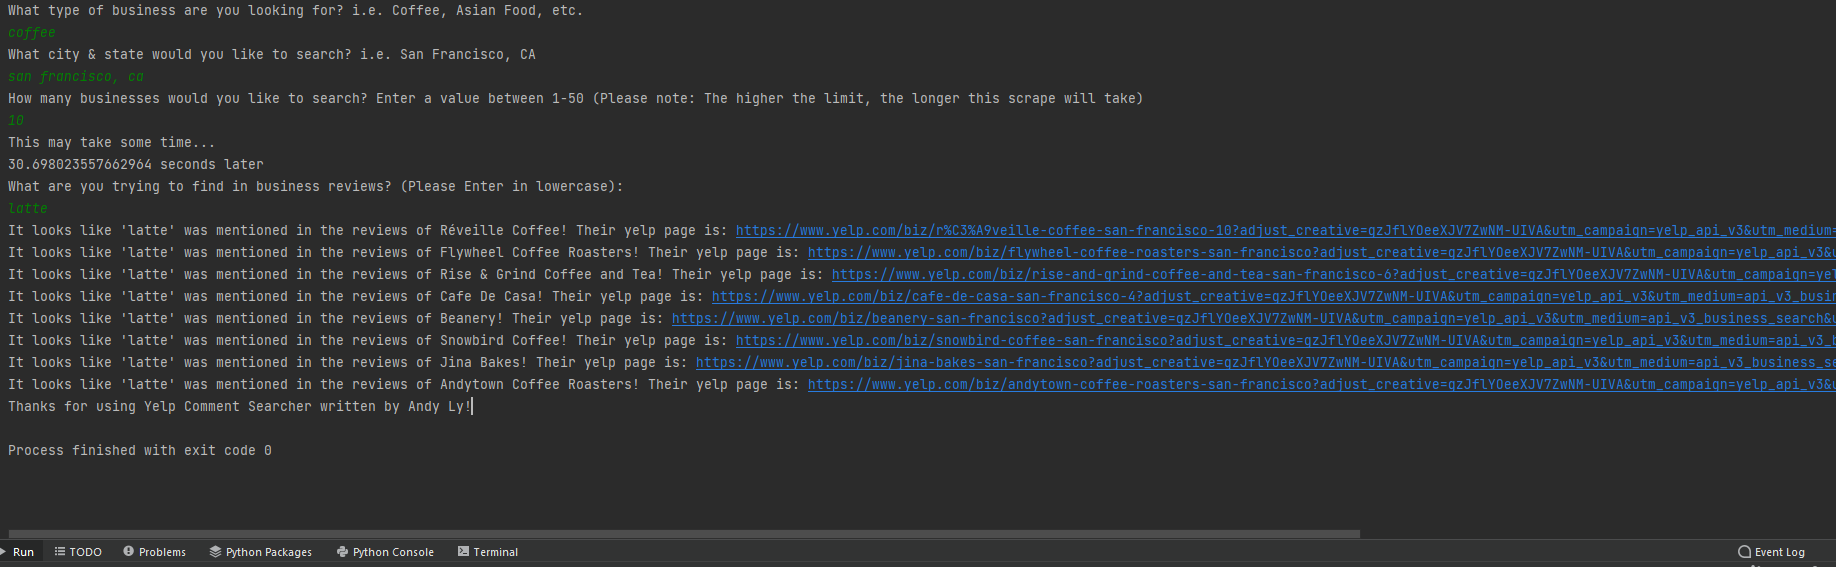 What type of business are you looking for? i.e. Coffee, Asian Food, etc.
coffee
What city & state would you like to search? i.e. San Francisco, CA
san francisco, ca
How many businesses would you like to search? Enter a value between 1-50 (Please note: The higher the limit, the longer this scrape will take)
10
This may take some time...
30.698023557662964 seconds later
What are you trying to find in business reviews? (Please Enter in lowercase):
latte
It looks like 'latte' was mentioned in the reviews of Réveille Coffee! Their yelp page is: https://www.yelp.com/biz/r%C3%A9veille-coffee-san-francisco-10?adjust_creative=qzJflYOeeXJV7ZwNM-UIVA&utm_campaign=yelp_api_v3&utm_medium=
It looks like 'latte' was mentioned in the reviews of Flywheel Coffee Roasters! Their yelp page is: https://www.yelp.com/biz/flywheel-coffee-roasters-san-francisco?adjust_creative=qzJflYOeeXJV7ZwNM-UIVA&utm_campaign=yelp_api_v3&u
It looks like 'latte' was mentioned in the reviews of Rise & Grind Coffee and Tea! Their yelp page is: https://www.yelp.com/biz/rise-and-grind-coffee-and-tea-san-francisco-6?adjust_creative=qzJflYOeeXJV7ZwNM-UIVA&utm_campaign=yel
It looks like 'latte' was mentioned in the reviews of Cafe De Casa! Their yelp page is: https://www.yelp.com/biz/cafe-de-casa-san-francisco-4?adjust_creative=qzJflYOeeXJV7ZwNM-UIVA&utm_campaign=yelp_api_v3&utm_medium=api_v3_busin
It looks like 'latte' was mentioned in the reviews of Beanery! Their yelp page is: https://www.yelp.com/biz/beanery-san-francisco?adjust_creative=qzJflYOeeXJV7ZwNM-UIVA&utm_campaign=yelp_api_v3&utm_medium=api_v3_business_search&u
It looks like 'latte' was mentioned in the reviews of Snowbird Coffee! Their yelp page is: https://www.yelp.com/biz/snowbird-coffee-san-francisco?adjust_creative=qzJflYOeeXJV7ZwNM-UIVA&utm_campaign=yelp_api_v3&utm_medium=api_v3_b
It looks like 'latte' was mentioned in the reviews of Jina Bakes! Their yelp page is: https://www.yelp.com/biz/jina-bakes-san-francisco?adjust_creative=qzJflYOeeXJV7ZwNM-UIVA&utm_campaign=yelp_api_v3&utm_medium=api_v3_business_se
It looks like 'latte' was mentioned in the reviews of Andytown Coffee Roasters! Their yelp page is: https://www.yelp.com/biz/andytown-coffee-roasters-san-francisco?adjust_creative=qzJflYOeeXJV7ZwNM-UIVA&utm_campaign=yelp_api_v3&u
Thanks for using Yelp Comment Searcher written by Andy Ly!
Process finished with exit code 0
Run TODO Problems Python Packages Python Console Terminal Event Log